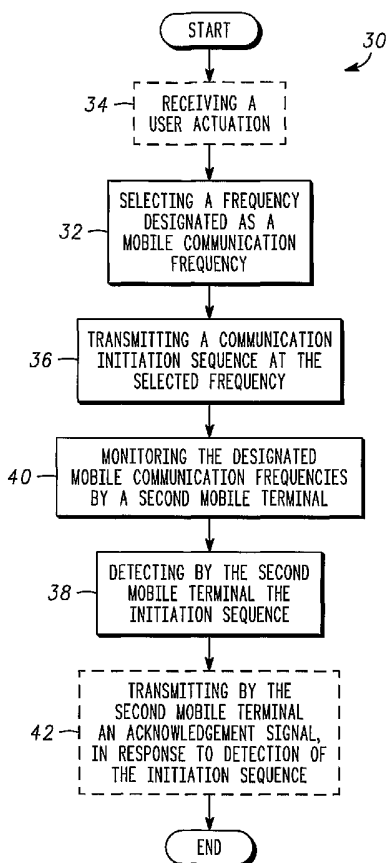 START
30
34
RECEIVING A
USER ACTUATION
32
SELECTING A FREQUENCY
DESIGNATED AS A
MOBILE COMMUNICATION
FREQUENCY
36
TRANSMITTING A COMMUNICATION
INITIATION SEQUENCE AT THE
SELECTED FREQUENCY
40
MONITORING THE DESIGNATED
MOBILE COMMUNICATION FREQUENCIES
BY A SECOND MOBILE TERMINAL
38
DETECTING BY THE SECOND
MOBILE TERMINAL THE
INITIATION SEQUENCE
42
TRANSMITTING BY THE
SECOND MOBILE TERMINAL
AN ACKNOWLEDGEMENT SIGNAL,
IN RESPONSE TO DETECTION OF
THE INITIATION SEQUENCE
END